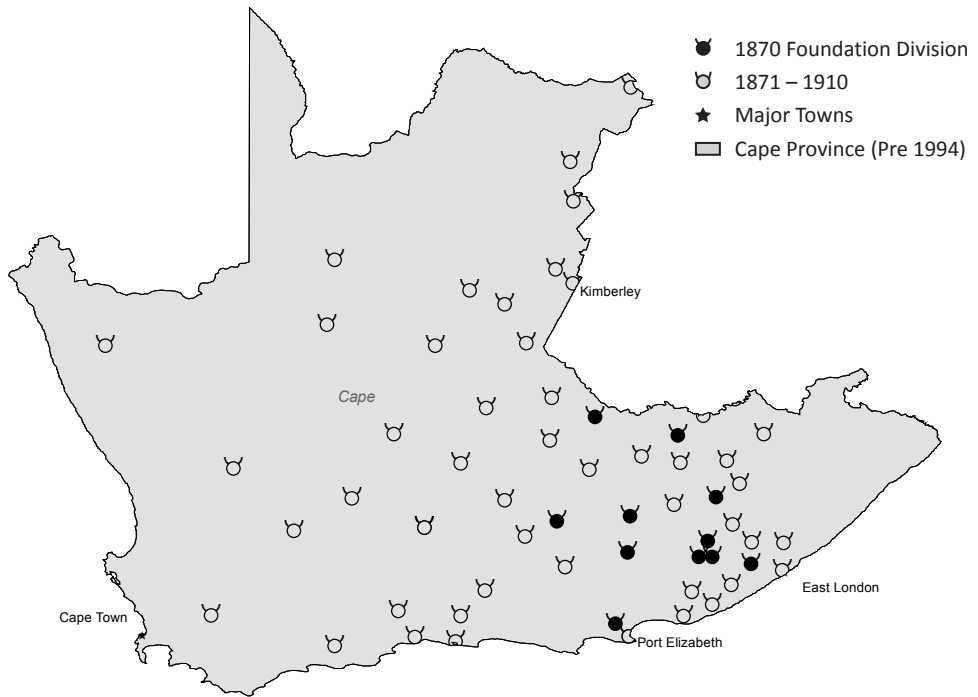 1870 Foundation Division
1871 – 1910
Major Towns
Cape Province (Pre 1994)
Kimberley
Cape
East London
Cape Town
Port Elizabeth